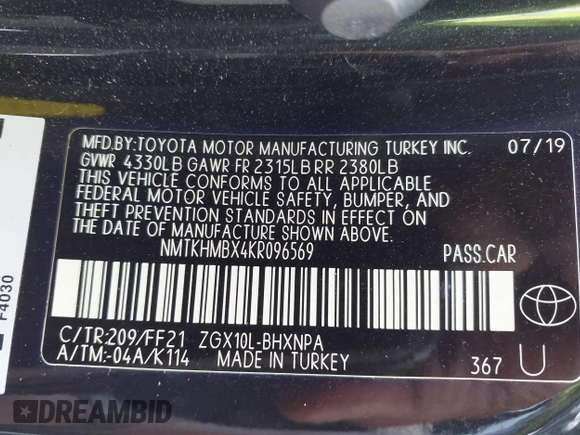 MFD.BY:TOYOTA MOTOR MANUFACTURING TURKEY INC. 07/19
GVWR 4330LB GAWR FR 2315LB RR 2380LB
THIS VEHICLE CONFORMS TO ALL APPLICABLE
FEDERAL MOTOR VEHICLE SAFETY, BUMPER, AND
THEFT PREVENTION STANDARDS IN EFFECT ON
THE DATE OF MANUFACTURE SHOWN ABOVE.
NMTKHMBX4KR096569 PASS.CAR
C/TR:209/FF21 ZGX10L-BHXNPA
A/TM:-04A/K114 MADE IN TURKEY 367 U
F4030
DREAMBID